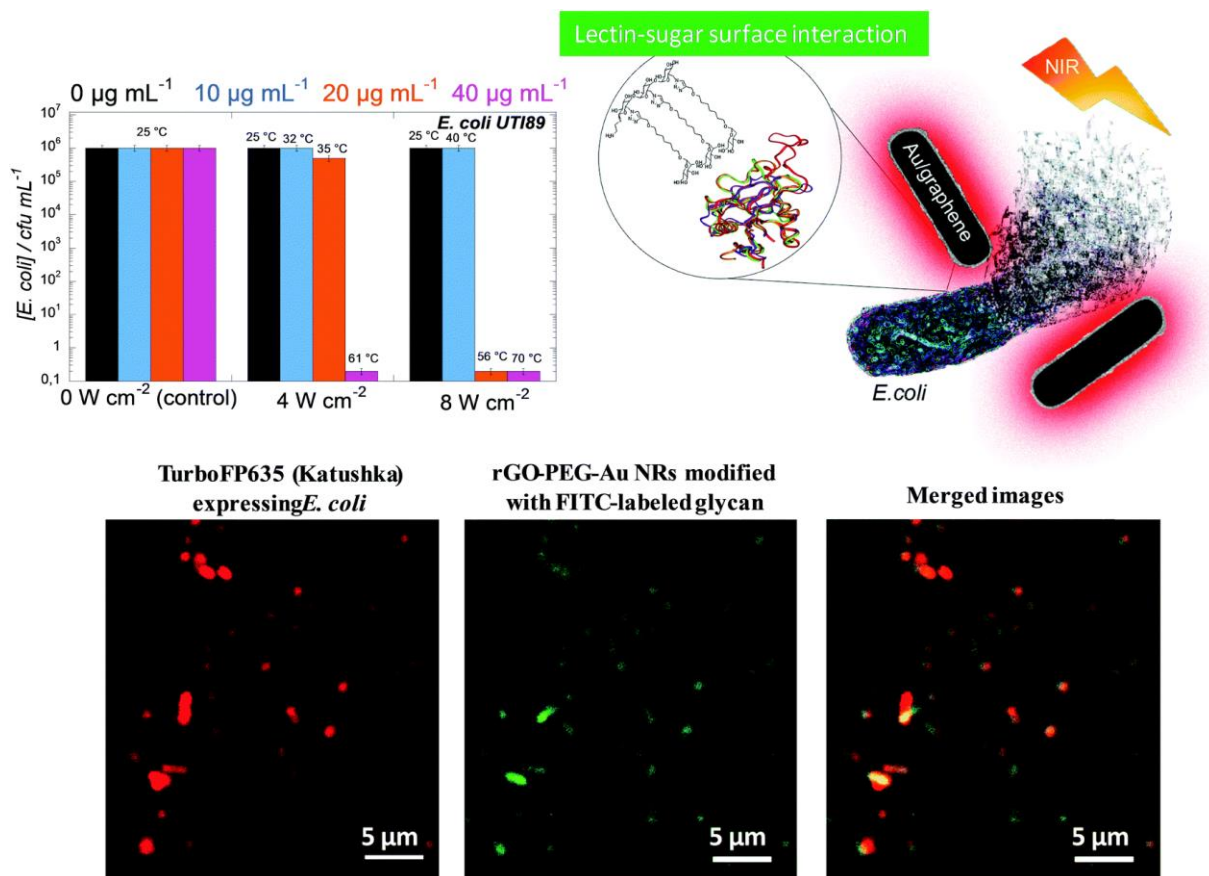 Lectin-sugar surface interaction
0 µg mL⁻¹ 10 µg mL⁻¹ 20 µg mL⁻¹ 40 µg mL⁻¹
E. coli UTI89
[E. coli] / cfu mL⁻¹
10⁷
10⁶
10⁵
10⁴
10³
10²
10¹
1
0,1
25 °C
25 °C 32 °C 35 °C
61 °C
25 °C 40 °C
56 °C 70 °C
0 W cm⁻² (control) 4 W cm⁻² 8 W cm⁻²
NIR
Au/graphene
E.coli
TurboFP635 (Katushka)
expressingE. coli
rGO-PEG-Au NRs modified
with FITC-labeled glycan
Merged images
5 µm
5 µm
5 µm